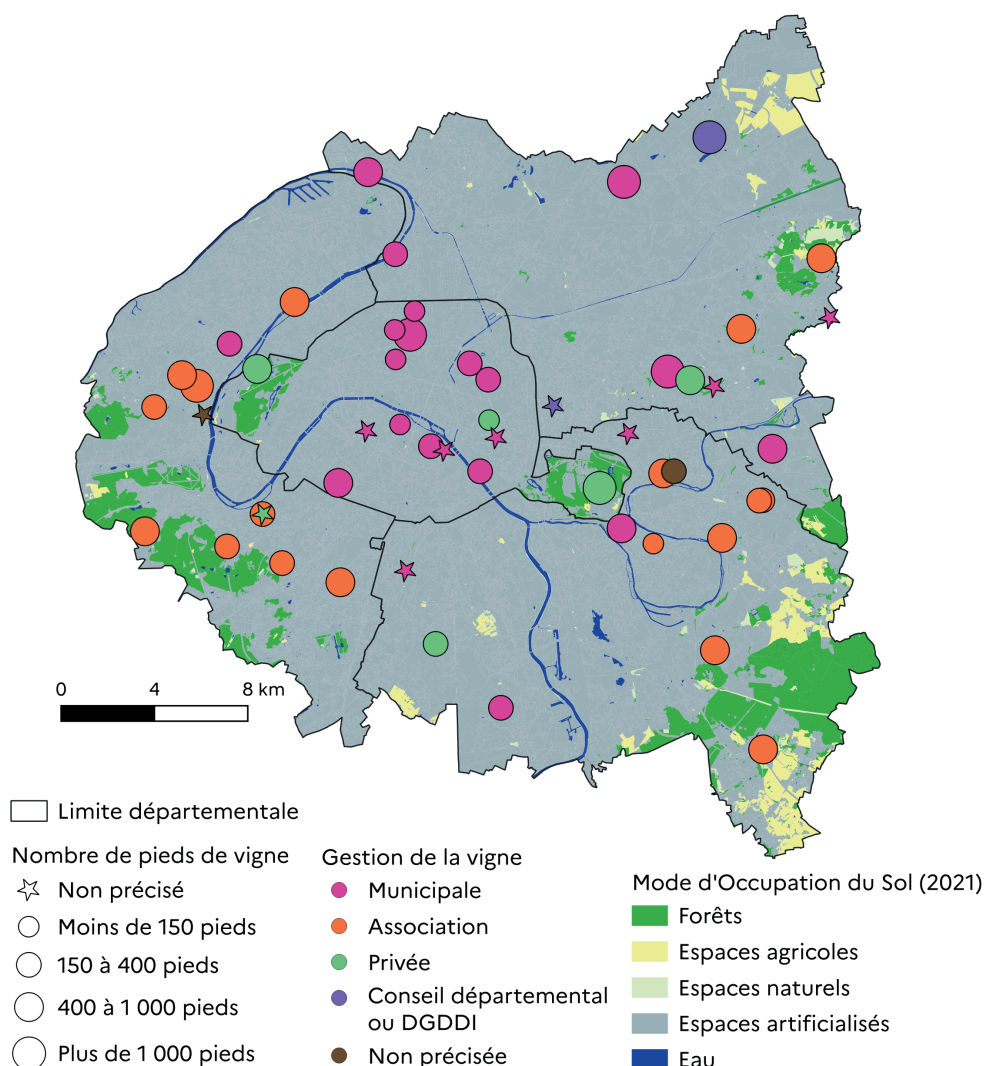 0 4 8 km
Limite départementale
Nombre de pieds de vigne
Non précisé
Moins de 150 pieds
150 à 400 pieds
400 à 1 000 pieds
Plus de 1 000 pieds
Gestion de la vigne
Municipale
Association
Privée
Conseil départemental
ou DGDDI
Non précisée
Mode d'Occupation du Sol (2021)
Forêts
Espaces agricoles
Espaces naturels
Espaces artificialisés
Eau